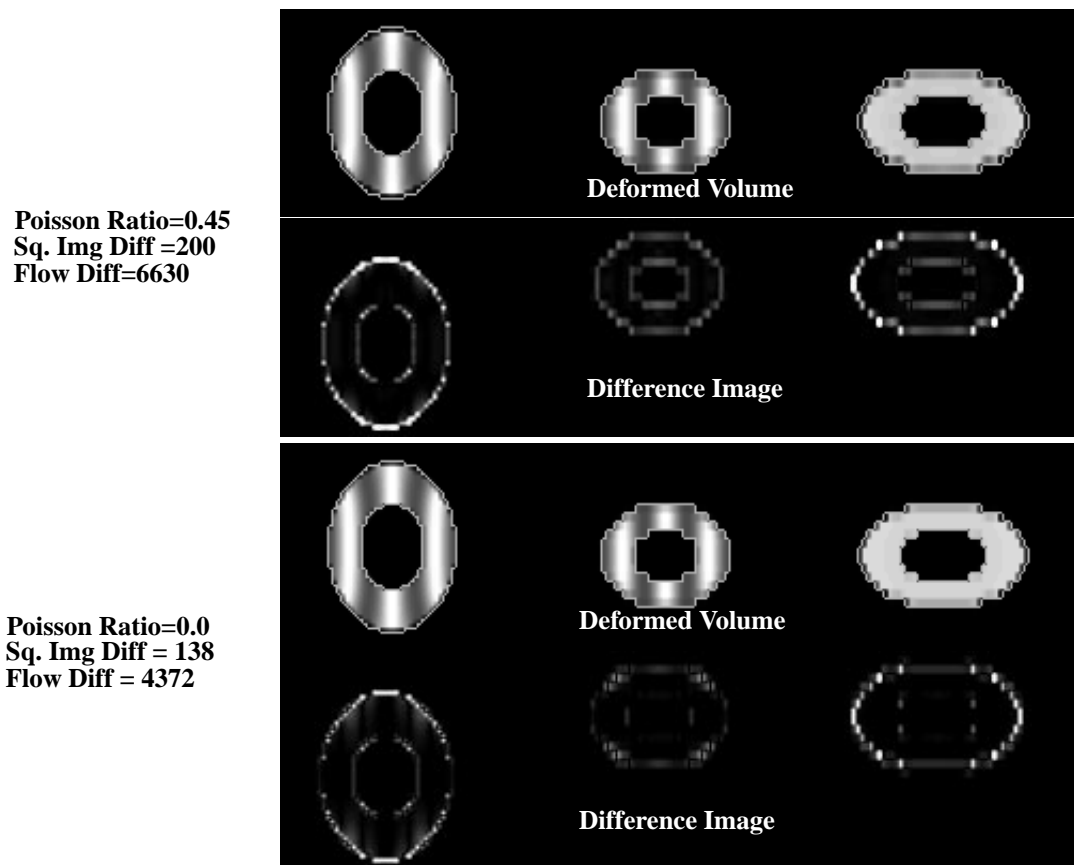 Deformed Volume
Poisson Ratio=0.45
Sq. Img Diff =200
Flow Diff=6630
Difference Image
Deformed Volume
Poisson Ratio=0.0
Sq. Img Diff = 138
Flow Diff = 4372
Difference Image